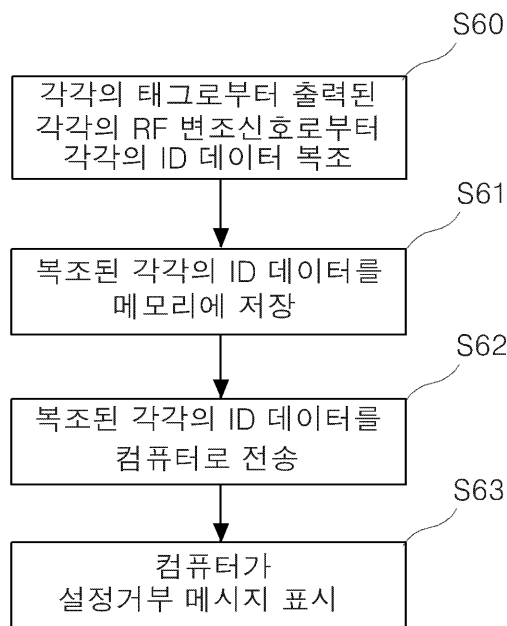 S60
각각의 태그로부터 출력된
각각의 RF 변조신호로부터
각각의 ID 데이터 복조
S61
복조된 각각의 ID 데이터를
메모리에 저장
S62
복조된 각각의 ID 데이터를
컴퓨터로 전송
S63
컴퓨터가
설정거부 메시지 표시